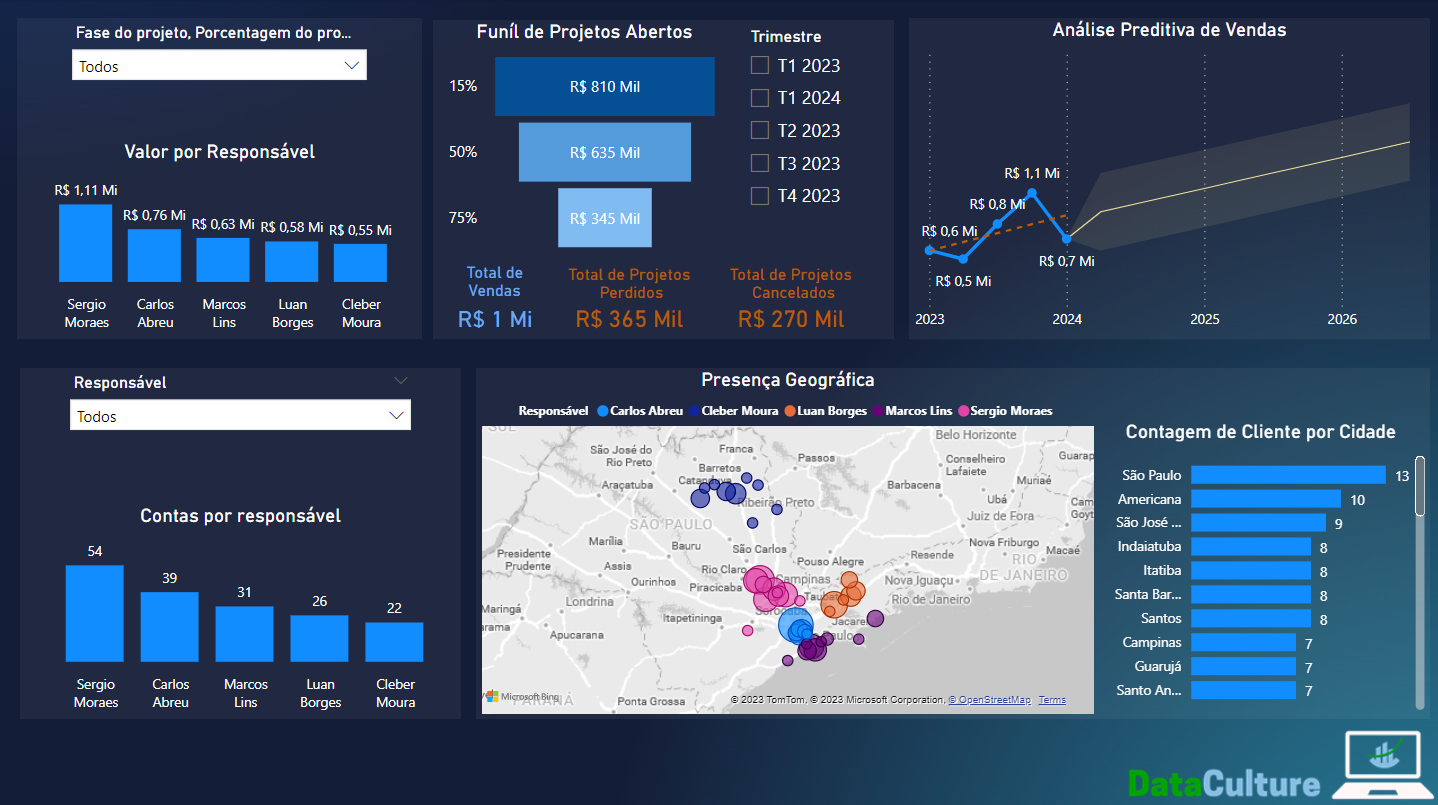 Fase do projeto, Porcentagem do pro...
Todos
Valor por Responsável
R$ 1,11 Mi
R$ 0,76 Mi
R$ 0,63 Mi
R$ 0,58 Mi
R$ 0,55 Mi
Sergio Moraes
Carlos Abreu
Marcos Lins
Luan Borges
Cleber Moura
Funíl de Projetos Abertos
15%
R$ 810 Mil
50%
R$ 635 Mil
75%
R$ 345 Mil
Trimestre
T1 2023
T1 2024
T2 2023
T3 2023
T4 2023
Total de Vendas
R$ 1 Mi
Total de Projetos Perdidos
R$ 365 Mil
Total de Projetos Cancelados
R$ 270 Mil
Análise Preditiva de Vendas
R$ 0,6 Mi
R$ 0,5 Mi
R$ 0,8 Mi
R$ 1,1 Mi
R$ 0,7 Mi
2023
2024
2025
2026
Responsável
Todos
Contas por responsável
54
39
31
26
22
Sergio Moraes
Carlos Abreu
Marcos Lins
Luan Borges
Cleber Moura
Presença Geográfica
Responsável
Carlos Abreu
Cleber Moura
Luan Borges
Marcos Lins
Sergio Moraes
Belo Horizonte
São José do Rio Preto
Franca
Passos
Conselheiro Lafaiete
Guarap
Barretos
Araçatuba
Barbacena
Muriaé
Ribeirão Preto
Ubá
Camp
Goyt
SÃO PAULO
Juiz de Fora
Marília
Bauru
São Carlos
Nova Friburgo
Macaé
Presidente Prudente
Assis
Rio Claro
Pouso Alegre
Resende
RIO DE JANEIRO
Ourinhos
Piracicaba
Campinas
Nova Iguaçu
Londrina
Rio de Janeiro
Maringá
Itapetininga
Apucarana
PARANÁ
Ponta Grossa
Microsoft Bing
© 2023 TomTom, © 2023 Microsoft Corporation, © OpenStreetMap Terms
Contagem de Cliente por Cidade
São Paulo 13
Americana 10
São José ... 9
Indaiatuba 8
Itatiba 8
Santa Bar... 8
Santos 8
Campinas 7
Guarujá 7
Santo An... 7
DataCulture